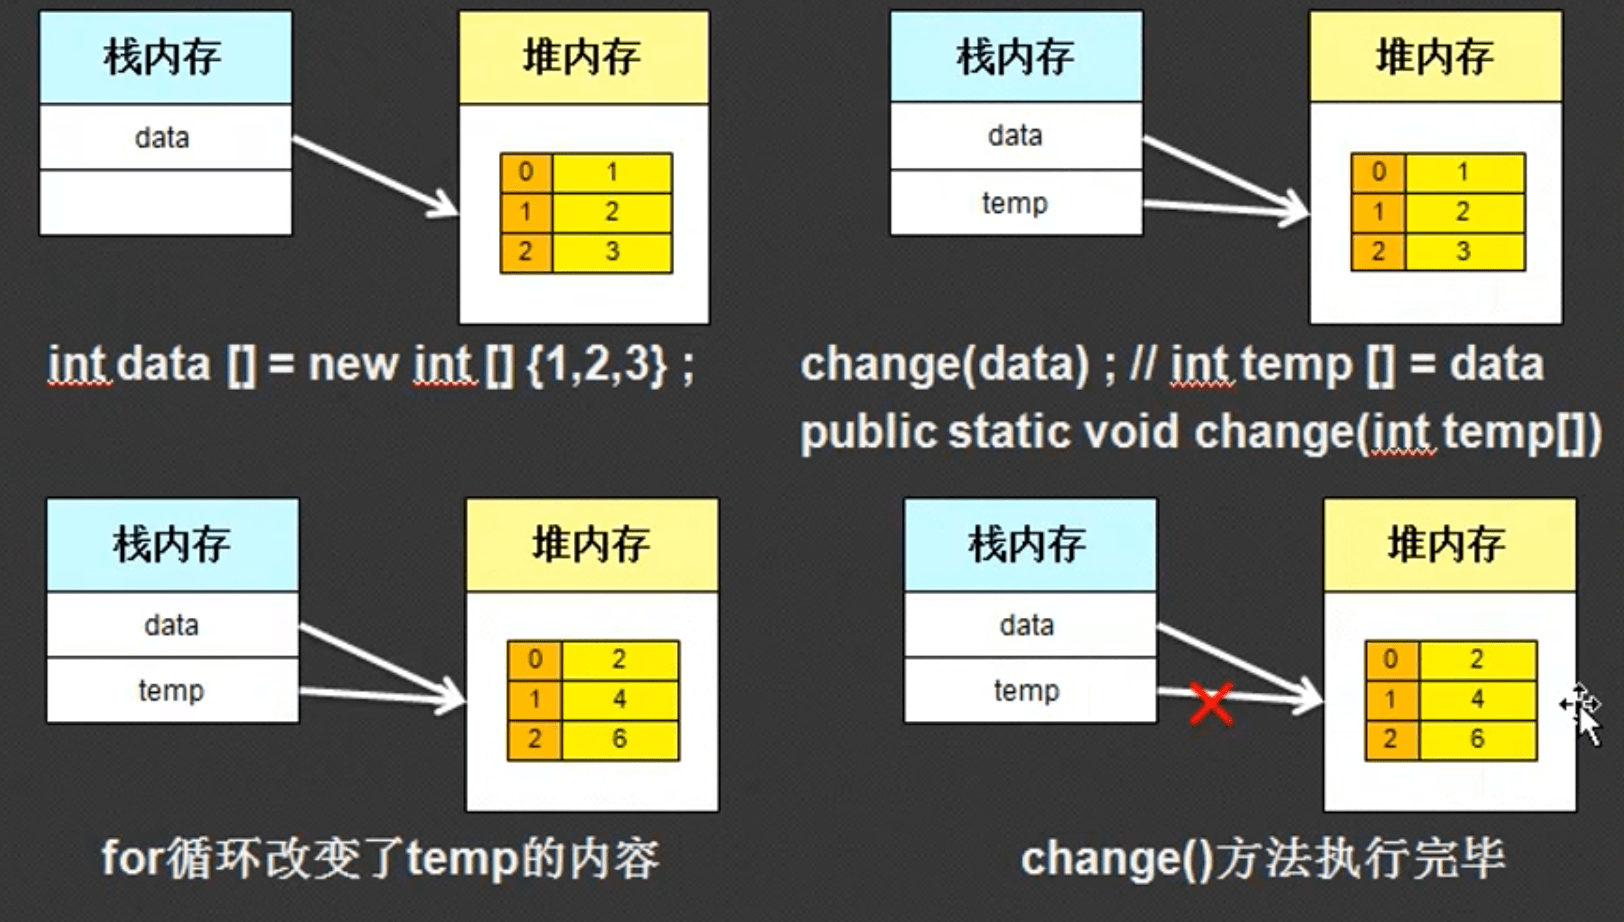 栈内存
堆内存
data
0 1
1 2
2 3
int data [] = new int [] {1,2,3} ;
栈内存
堆内存
data
temp
0 1
1 2
2 3
change(data) ; // int temp [] = data
public static void change(int temp[])
栈内存
堆内存
data
temp
0 2
1 4
2 6
for循环改变了temp的内容
栈内存
堆内存
data
temp
0 2
1 4
2 6
change()方法执行完毕